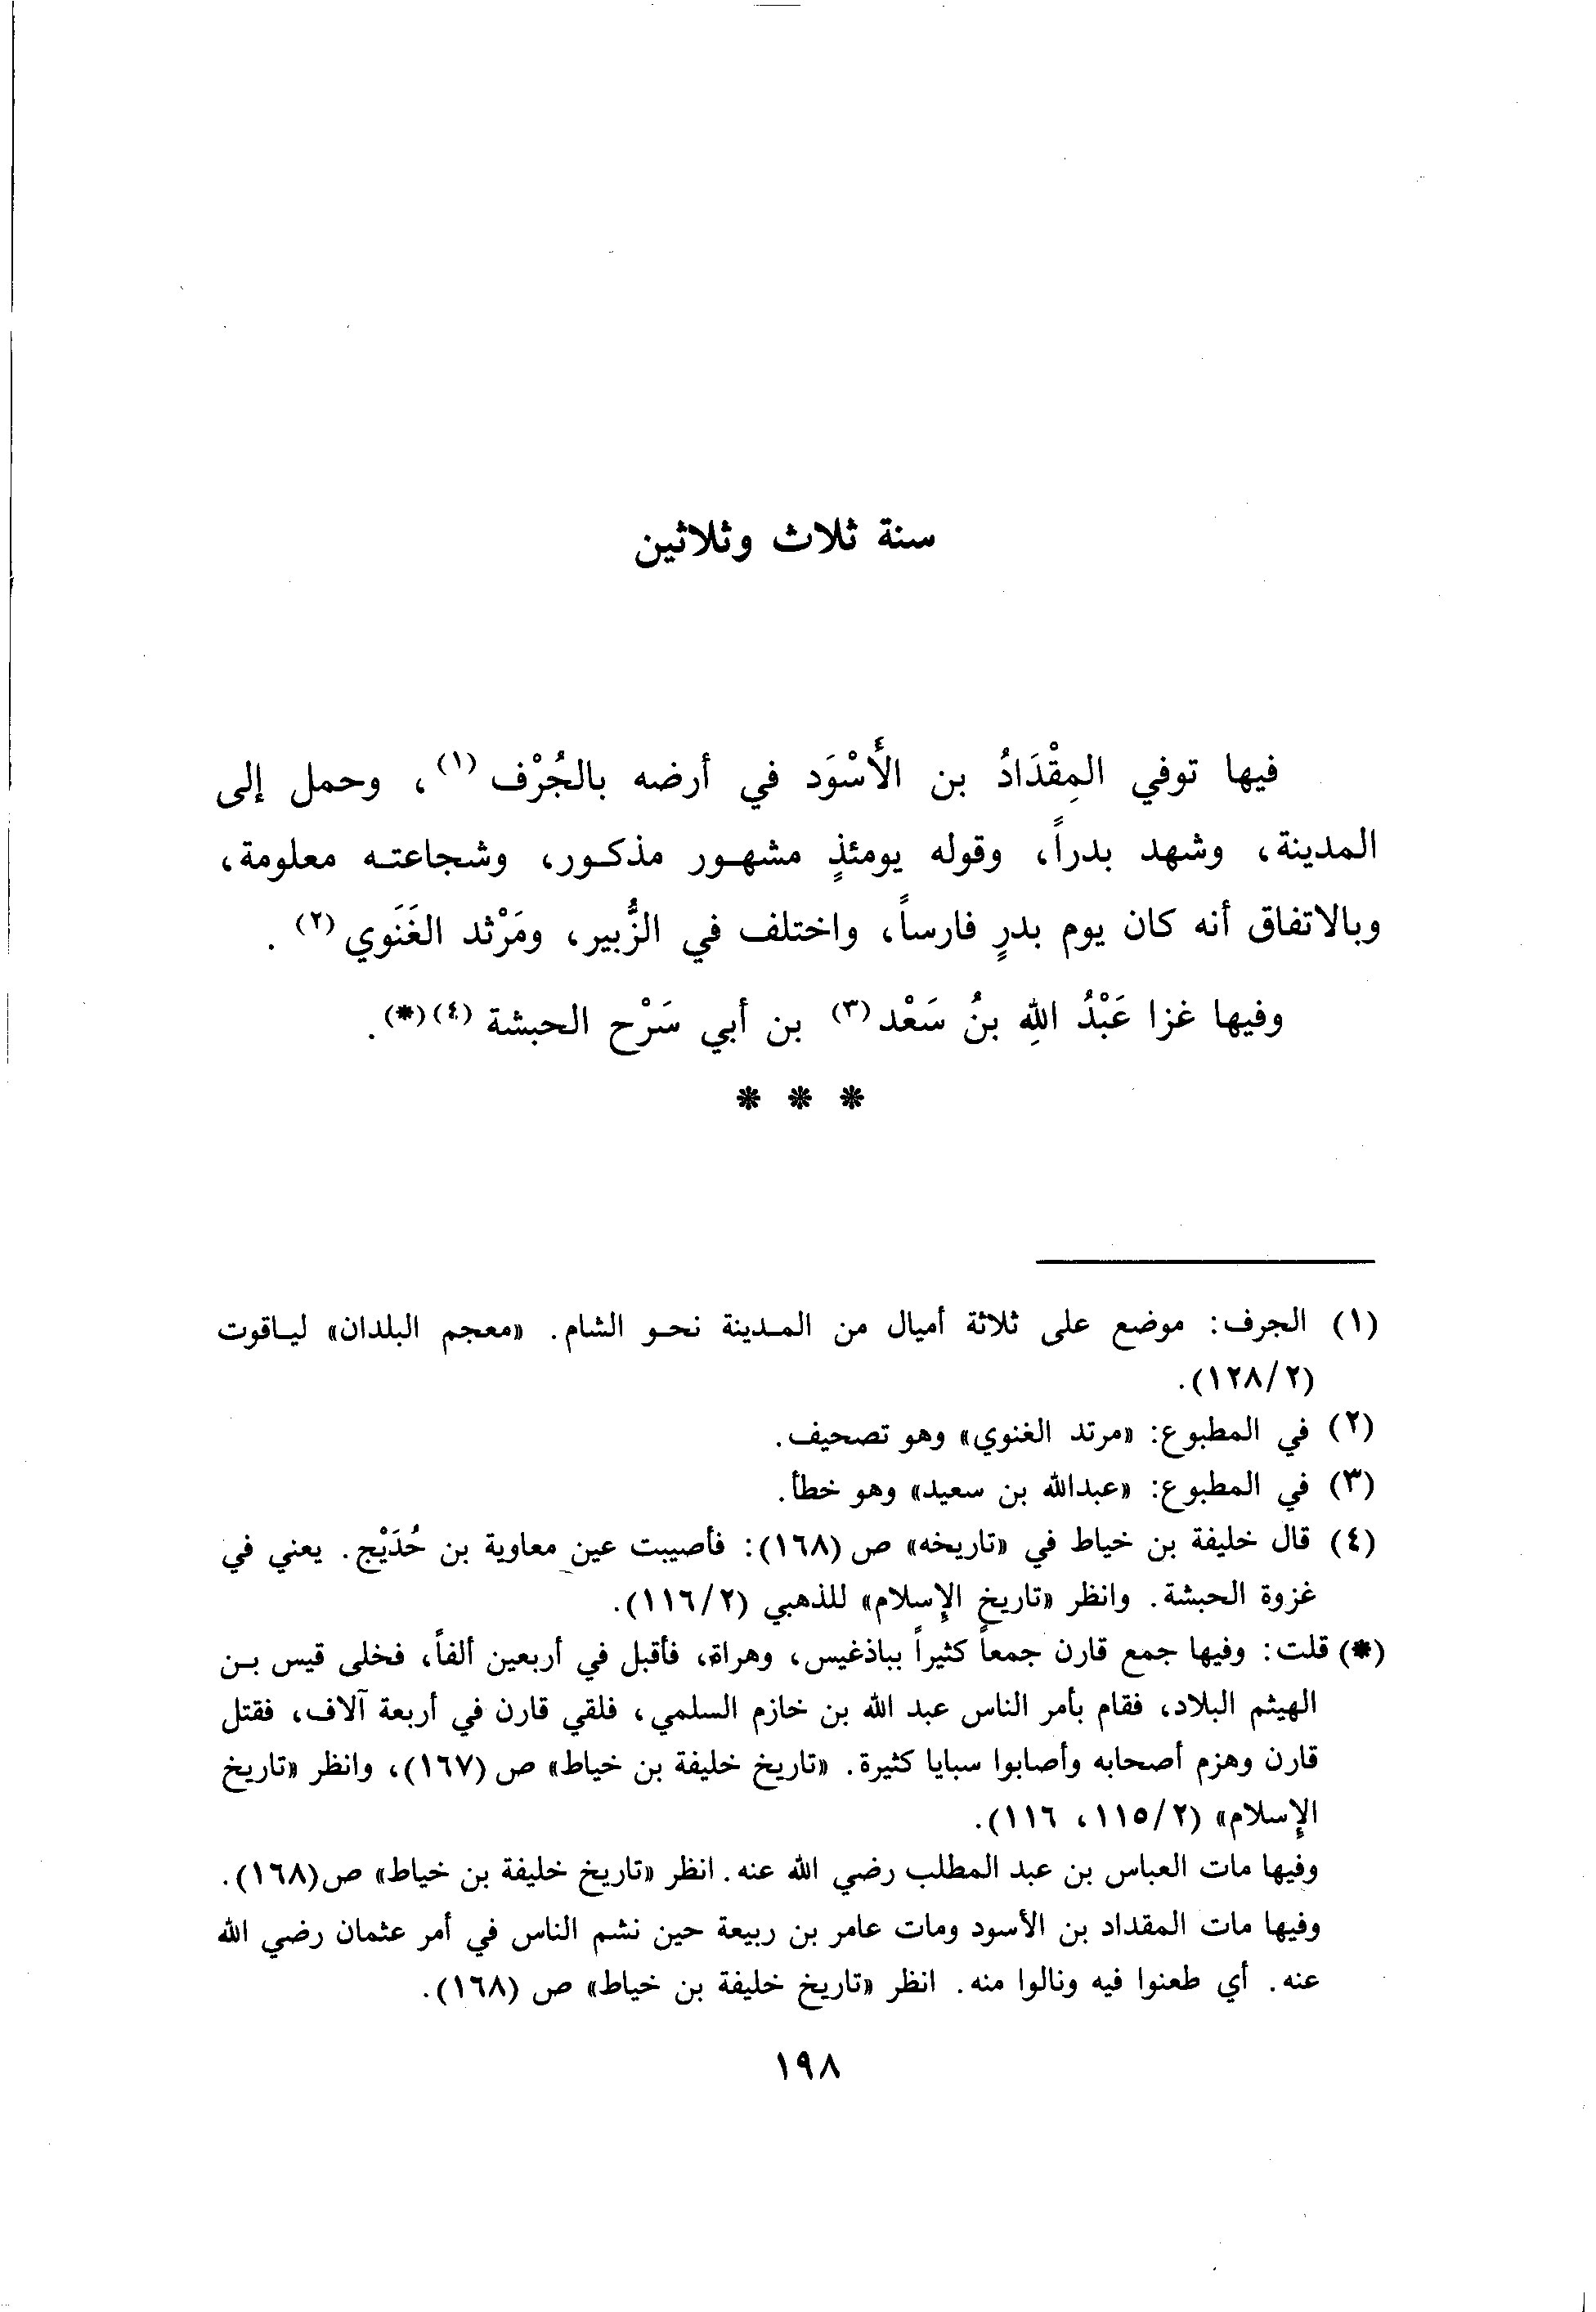 سنة ثلاث وثلاثين
فيها توفي المِقْدَادُ بن الأَسْوَد في أرضه بالجُرْف (١)، وحمل إلى
المدينة، وشهد بدراً، وقوله يومئذٍ مشهور مذكور، وشجاعته معلومة،
وبالاتفاق أنه كان يوم بدرٍ فارساً، واختلف في الزُّبير، ومَرْثد الغَنَوي (٢).
وفيها غزا عَبْدُ اللهِ بنُ سَعْد (٣) بن أبي سَرْح الحبشة (٤)(*).
* * *
(١) الجرف: موضع على ثلاثة أميال من المدينة نحو الشام. «معجم البلدان» لياقوت
(١٢٨/٢).
(٢) في المطبوع: «مرتد الغنوي» وهو تصحيف.
(٣) في المطبوع: «عبدالله بن سعيد» وهو خطأ.
(٤) قال خليفة بن خياط في «تاريخه» ص (١٦٨): فأصيبت عين معاوية بن حُدَيْج. يعني في
غزوة الحبشة. وانظر «تاريخ الإسلام» للذهبي (١١٦/٢).
(*) قلت: وفيها جمع قارن جمعاً كثيراً بباذغيس، وهراة، فأقبل في أربعين ألفاً، فخلى قيس بن
الهيثم البلاد، فقام بأمر الناس عبد الله بن خازم السلمي، فلقي قارن في أربعة آلاف، فقتل
قارن وهزم أصحابه وأصابوا سبايا كثيرة. «تاريخ خليفة بن خياط» ص (١٦٧)، وانظر «تاريخ
الإسلام» (١١٥/٢، ١١٦).
وفيها مات العباس بن عبد المطلب رضي الله عنه. انظر «تاريخ خليفة بن خياط» ص(١٦٨).
وفيها مات المقداد بن الأسود ومات عامر بن ربيعة حين نشم الناس في أمر عثمان رضي الله
عنه. أي طعنوا فيه ونالوا منه. انظر «تاريخ خليفة بن خياط» ص (١٦٨).
١٩٨